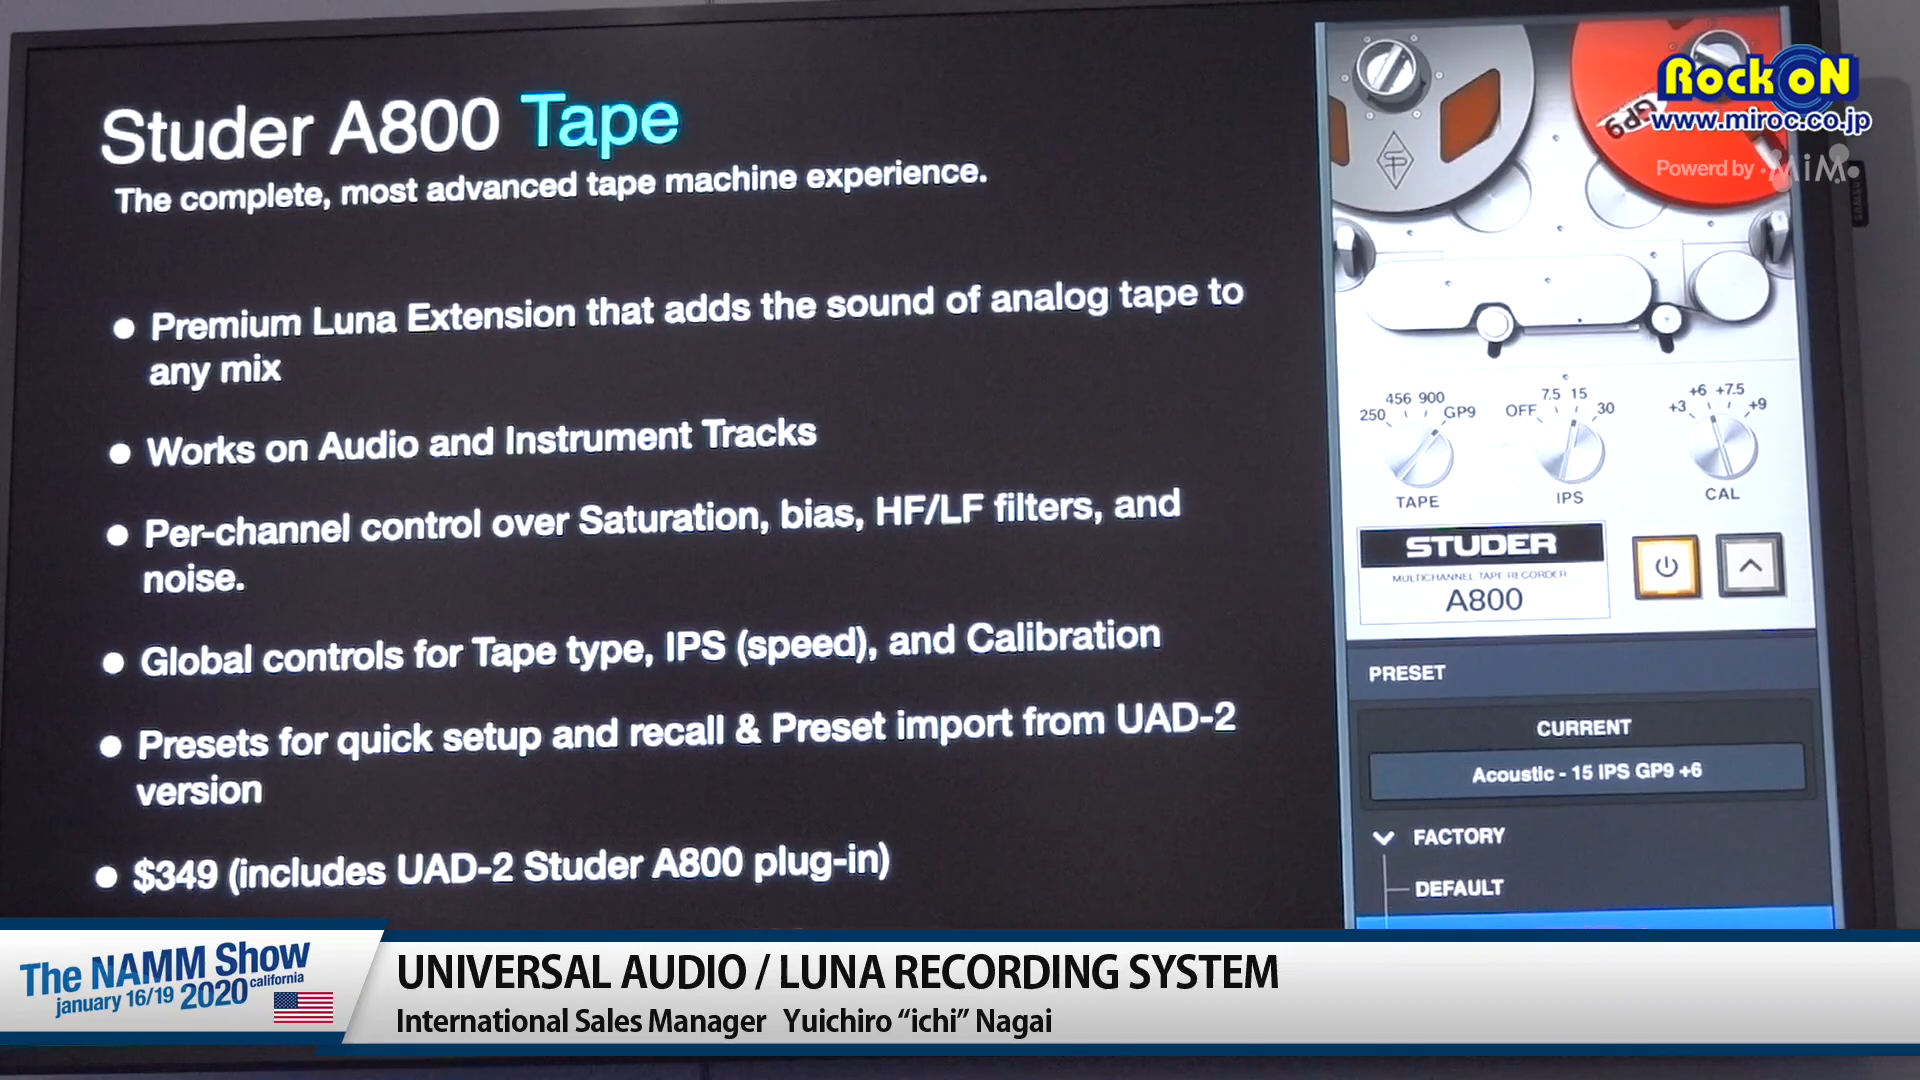 Studer A800 Tape
The complete, most advanced tape machine experience.
● Premium Luna Extension that adds the sound of analog tape to
any mix
● Works on Audio and Instrument Tracks
● Per-channel control over Saturation, bias, HF/LF filters, and
noise.
● Global controls for Tape type, IPS (speed), and Calibration
● Presets for quick setup and recall & Preset import from UAD-2
version
● $349 (includes UAD-2 Studer A800 plug-in)
GP9
Rock oN
www.miroc.co.jp
Powerd by MiM
SAMSUNG
250 456 900 GP9
TAPE
OFF 7.5 15 30
IPS
+3 +6 +7.5 +9
CAL
STUDER
MULTICHANNEL TAPE RECORDER
A800
PRESET
CURRENT
Acoustic - 15 IPS GP9 +6
FACTORY
DEFAULT
The NAMM Show
january 16/19 2020 california
UNIVERSAL AUDIO / LUNA RECORDING SYSTEM
International Sales Manager Yuichiro “ichi” Nagai